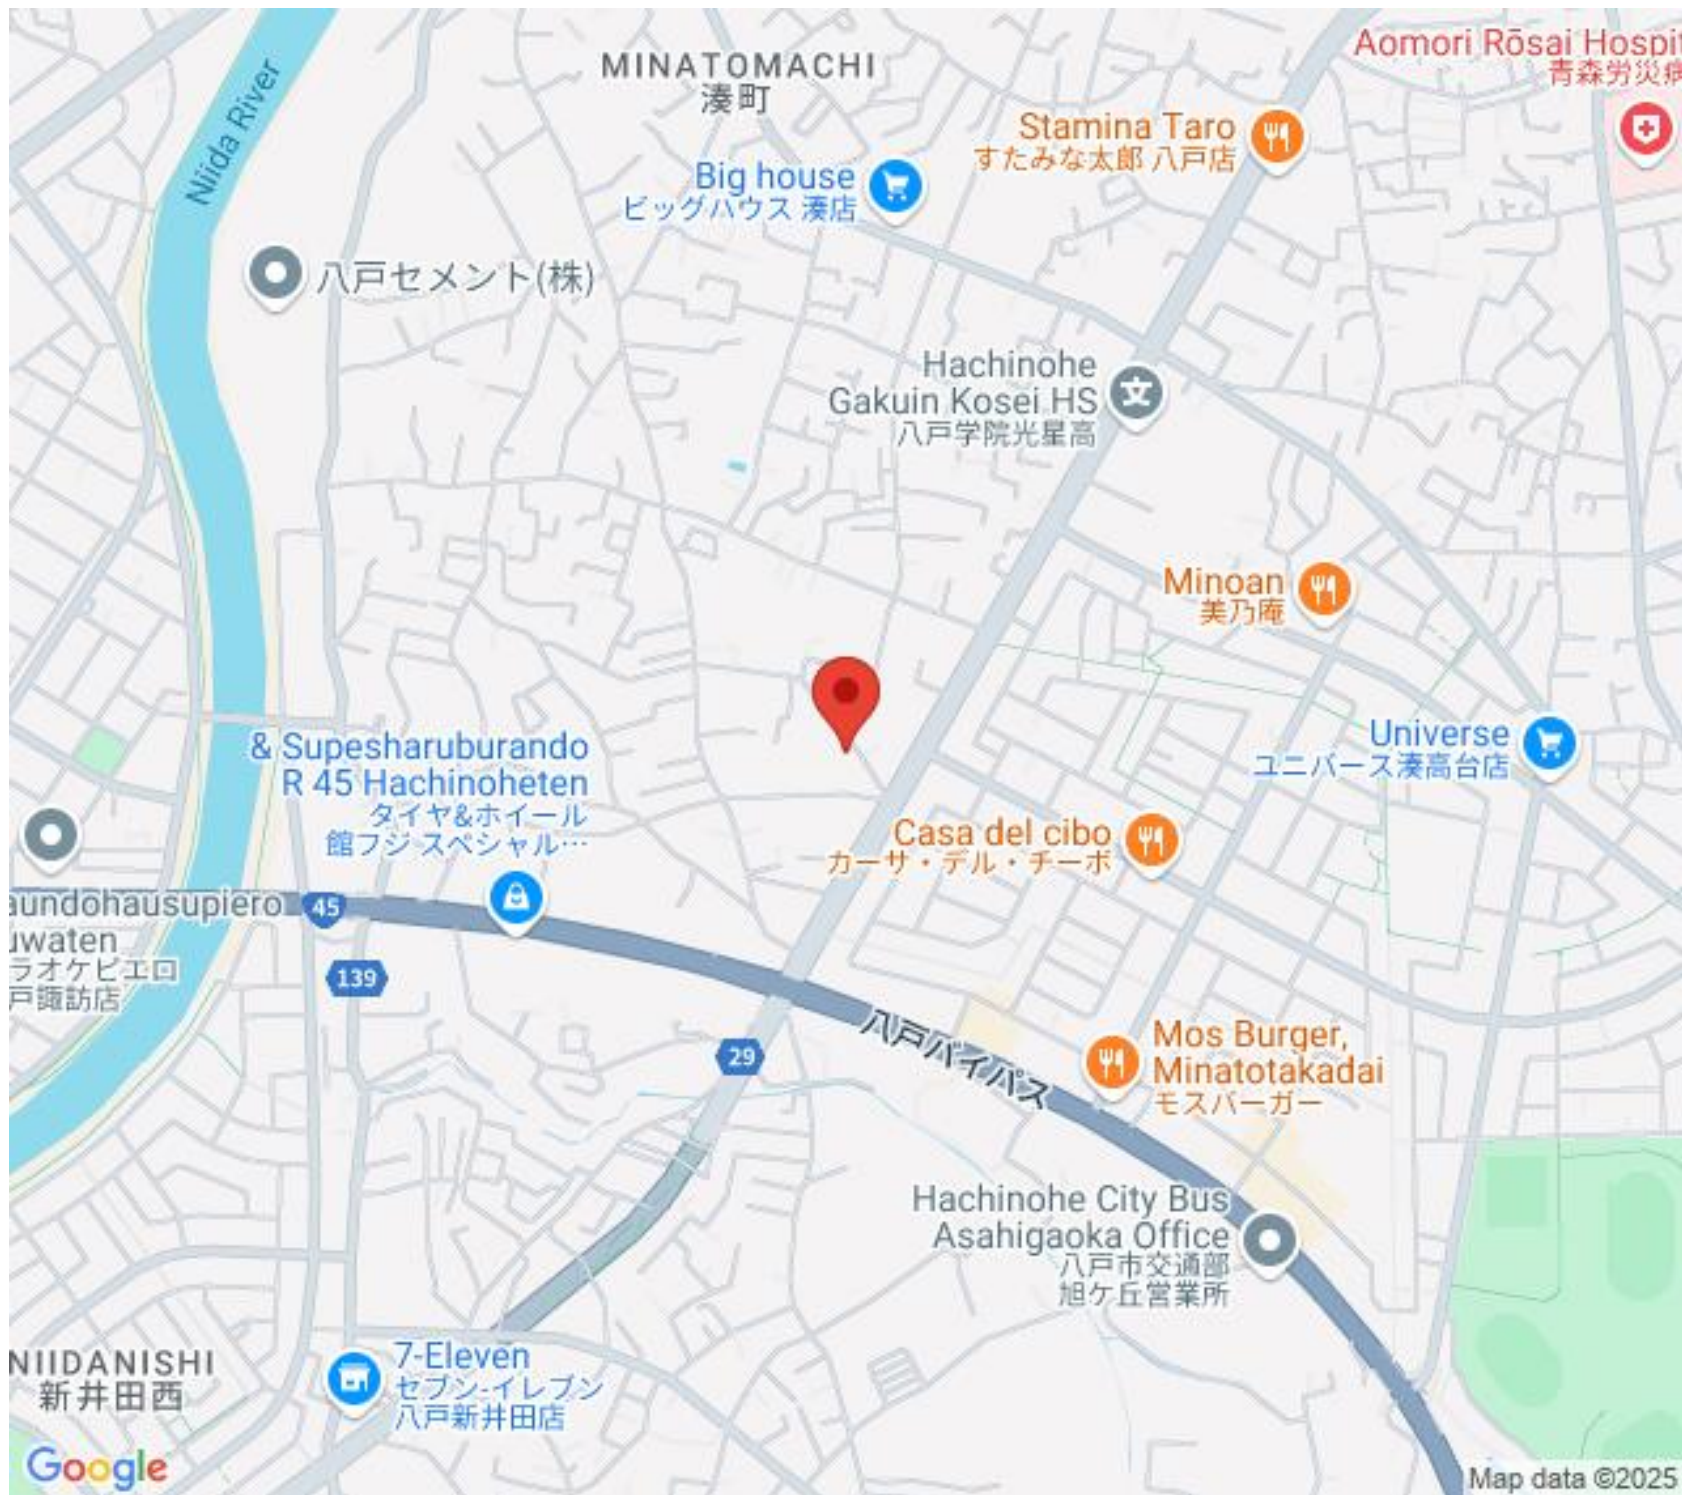 MINATOMACHI
湊町
Aomori Rōsai Hospit
青森労災病
Niida River
Stamina Taro
すたみな太郎 八戸店
Big house
ビッグハウス 湊店
八戸セメント(株)
Hachinohe
Gakuin Kosei HS
八戸学院光星高
Minoan
美乃庵
Universe
ユニバース湊高台店
& Supesharuburando
R 45 Hachinoheten
タイヤ&ホイール
館フジ スペシャル…
Casa del cibo
カーサ・デル・チーボ
aundohausupiero
uwaten
ラオケピエロ
戸諏訪店
45
139
29
八戸バイパス
Mos Burger,
Minatotakadai
モスバーガー
Hachinohe City Bus
Asahigaoka Office
八戸市交通部
旭ケ丘営業所
NIIDANISHI
新井田西
7-Eleven
セブン-イレブン
八戸新井田店
Google
Map data ©2025